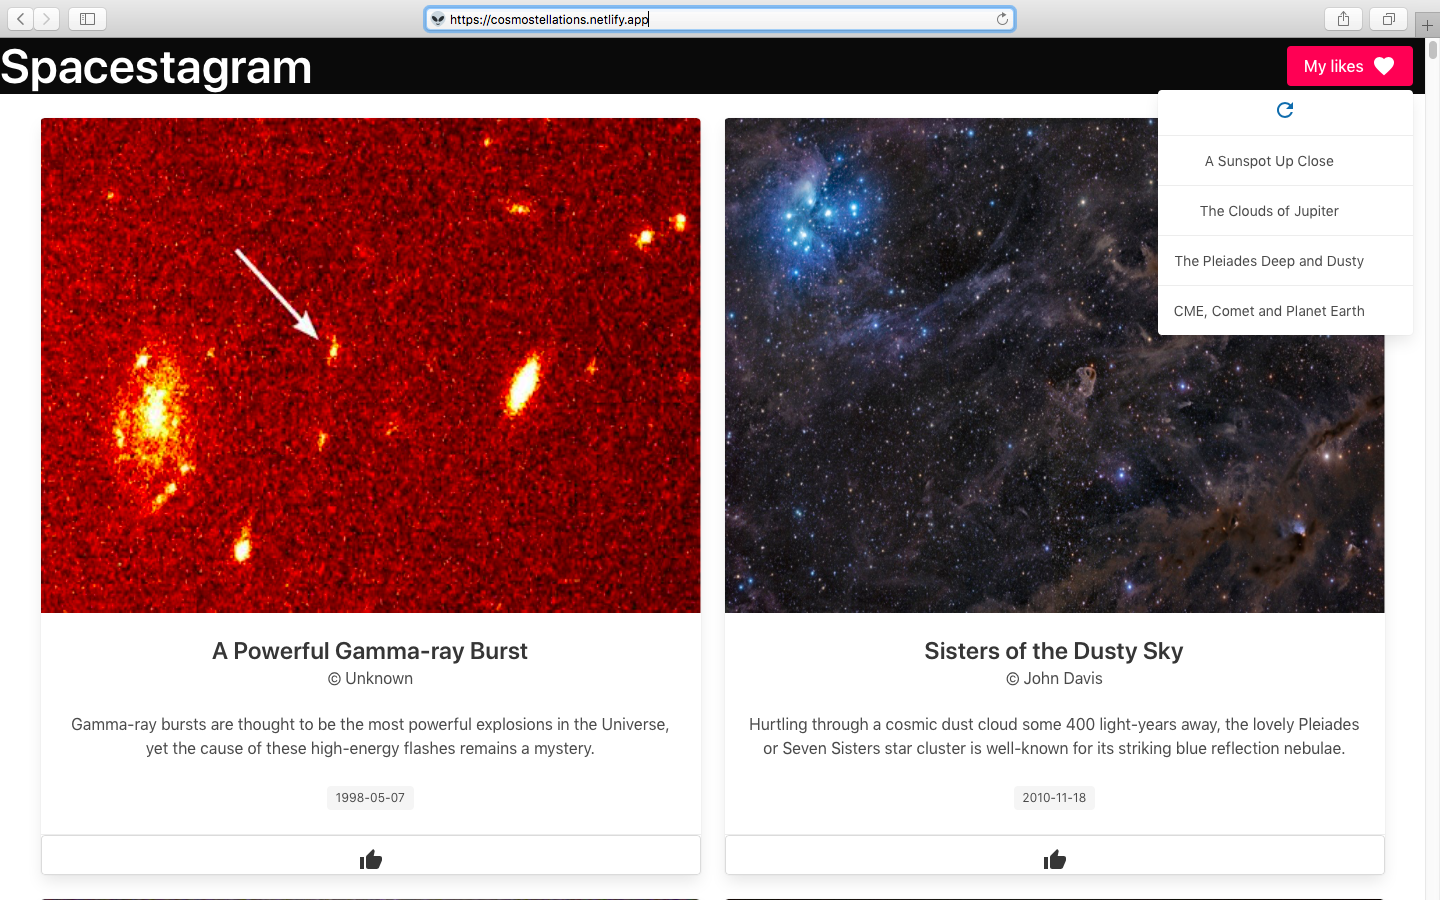 https://cosmostellations.netlify.app
Spacestagram
My likes
A Sunspot Up Close
The Clouds of Jupiter
The Pleiades Deep and Dusty
CME, Comet and Planet Earth
A Powerful Gamma-ray Burst
© Unknown
Gamma-ray bursts are thought to be the most powerful explosions in the Universe,
yet the cause of these high-energy flashes remains a mystery.
1998-05-07
Sisters of the Dusty Sky
© John Davis
Hurtling through a cosmic dust cloud some 400 light-years away, the lovely Pleiades
or Seven Sisters star cluster is well-known for its striking blue reflection nebulae.
2010-11-18